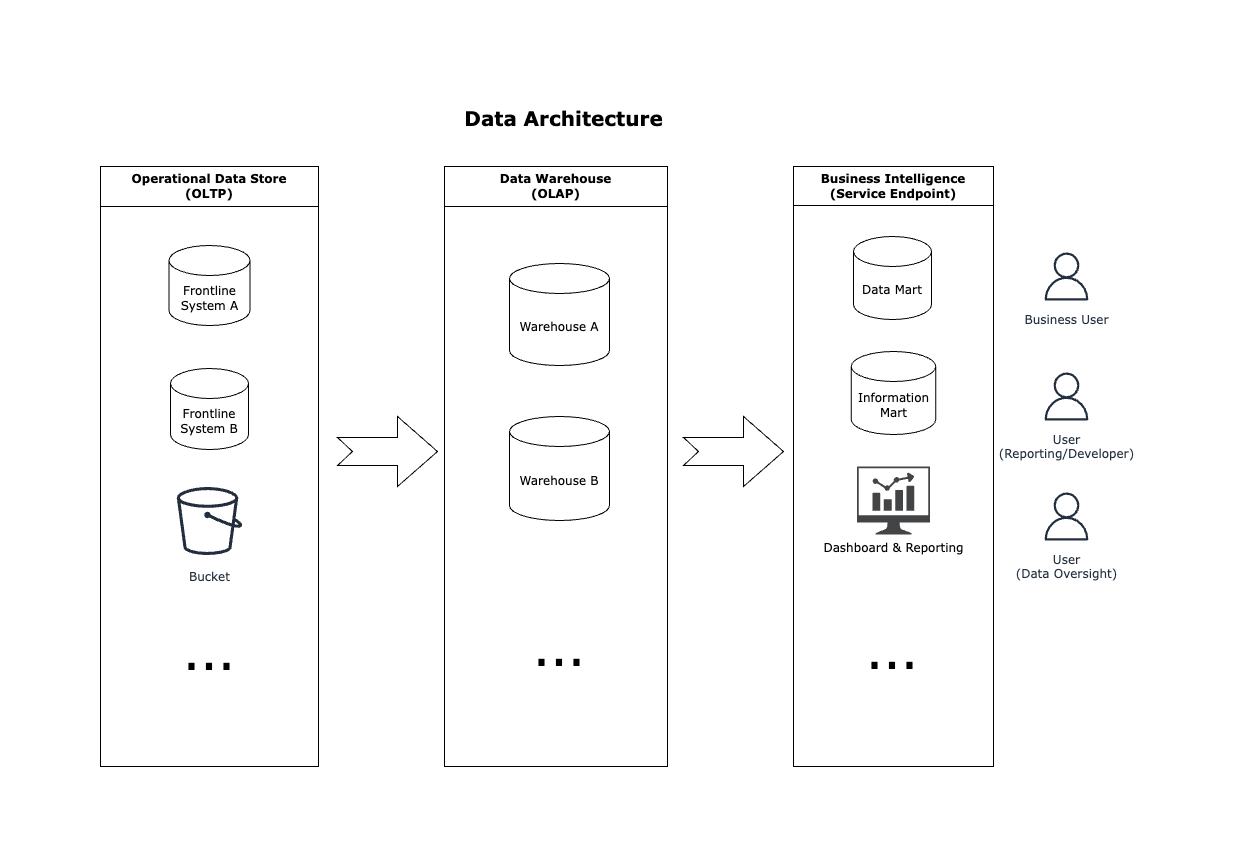 Data Architecture
Operational Data Store
(OLTP)
Frontline
System A
Frontline
System B
Bucket
...
Data Warehouse
(OLAP)
Warehouse A
Warehouse B
...
Business Intelligence
(Service Endpoint)
Data Mart
Information
Mart
Dashboard & Reporting
...
Business User
User
(Reporting/Developer)
User
(Data Oversight)